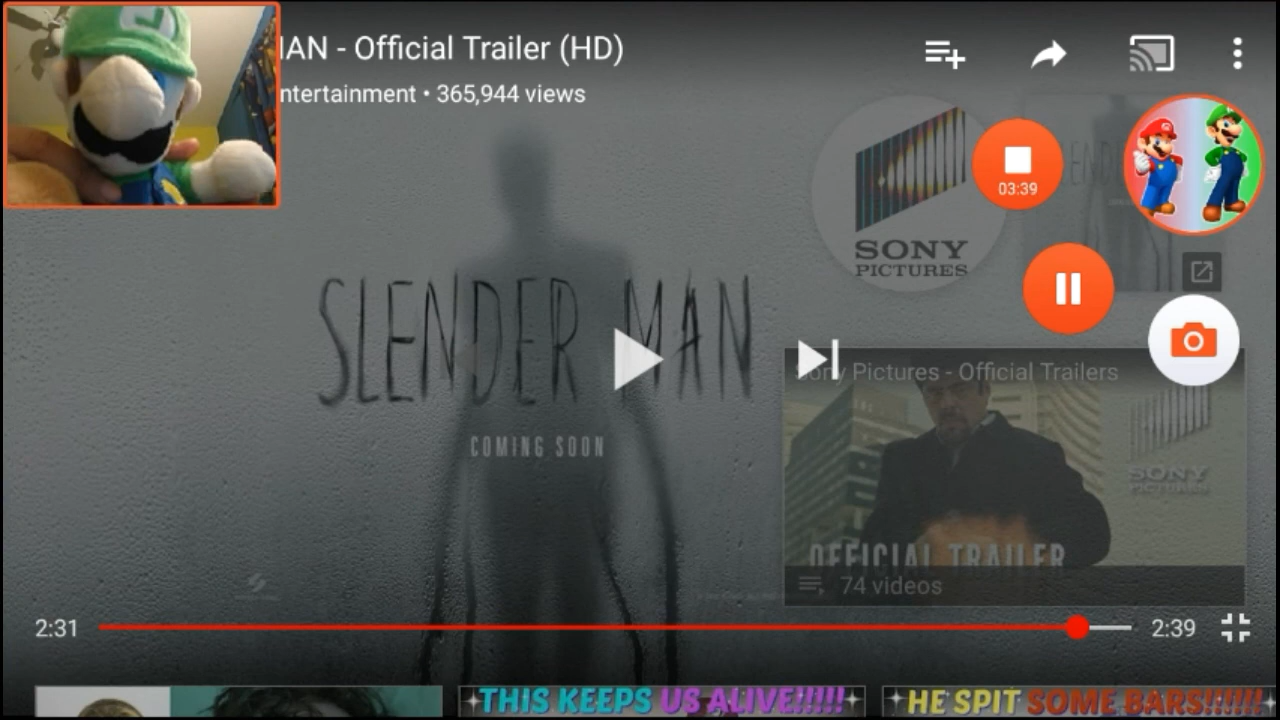 IAN - Official Trailer (HD)
ntertainment • 365,944 views
SONY
PICTURES
03:39
SLENDER MAN
COMING SOON
Sony Pictures - Official Trailers
SONY
PICTURES
OFFICIAL TRAILER
74 videos
2:31
2:39
THIS KEEPS US ALIVE!!!!!
HE SPIT SOME BARS!!!!!!